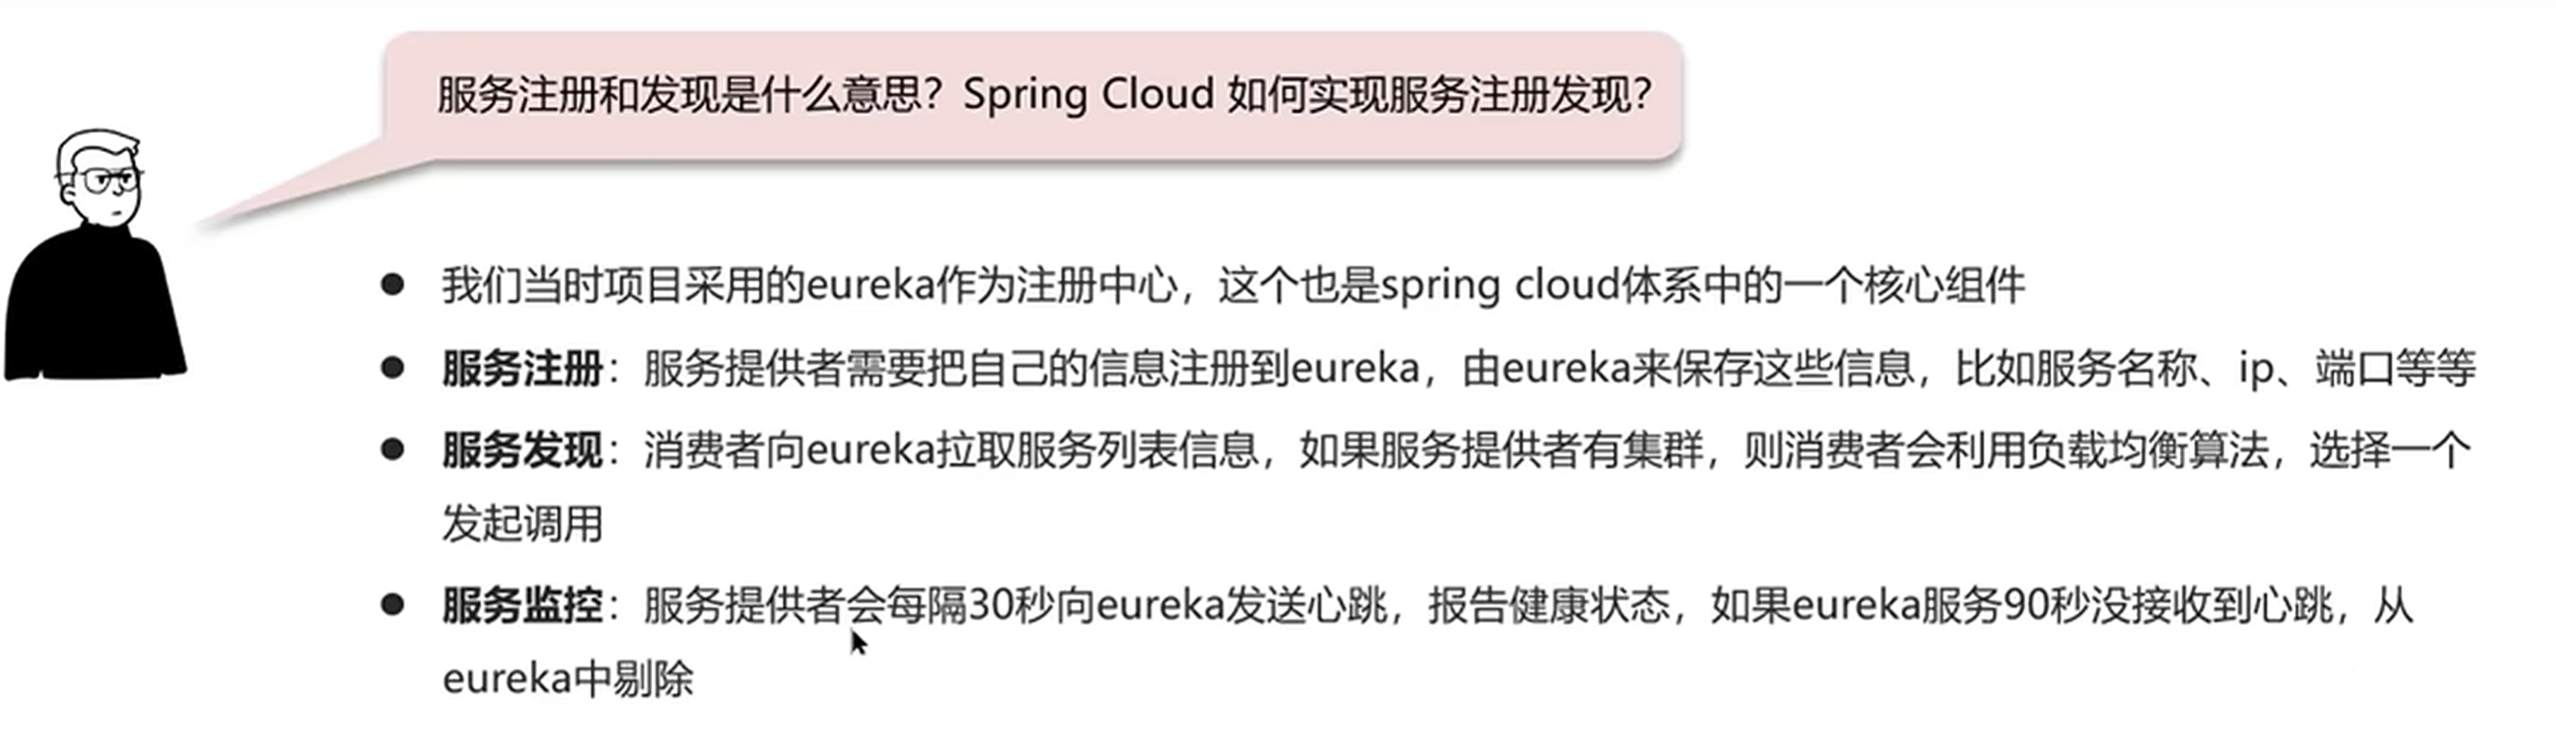 服务注册和发现是什么意思？Spring Cloud 如何实现服务注册发现？
● 我们当时项目采用的eureka作为注册中心，这个也是spring cloud体系中的一个核心组件
● 服务注册：服务提供者需要把自己的信息注册到eureka，由eureka来保存这些信息，比如服务名称、ip、端口等等
● 服务发现：消费者向eureka拉取服务列表信息，如果服务提供者有集群，则消费者会利用负载均衡算法，选择一个
发起调用
● 服务监控：服务提供者会每隔30秒向eureka发送心跳，报告健康状态，如果eureka服务90秒没接收到心跳，从
eureka中剔除